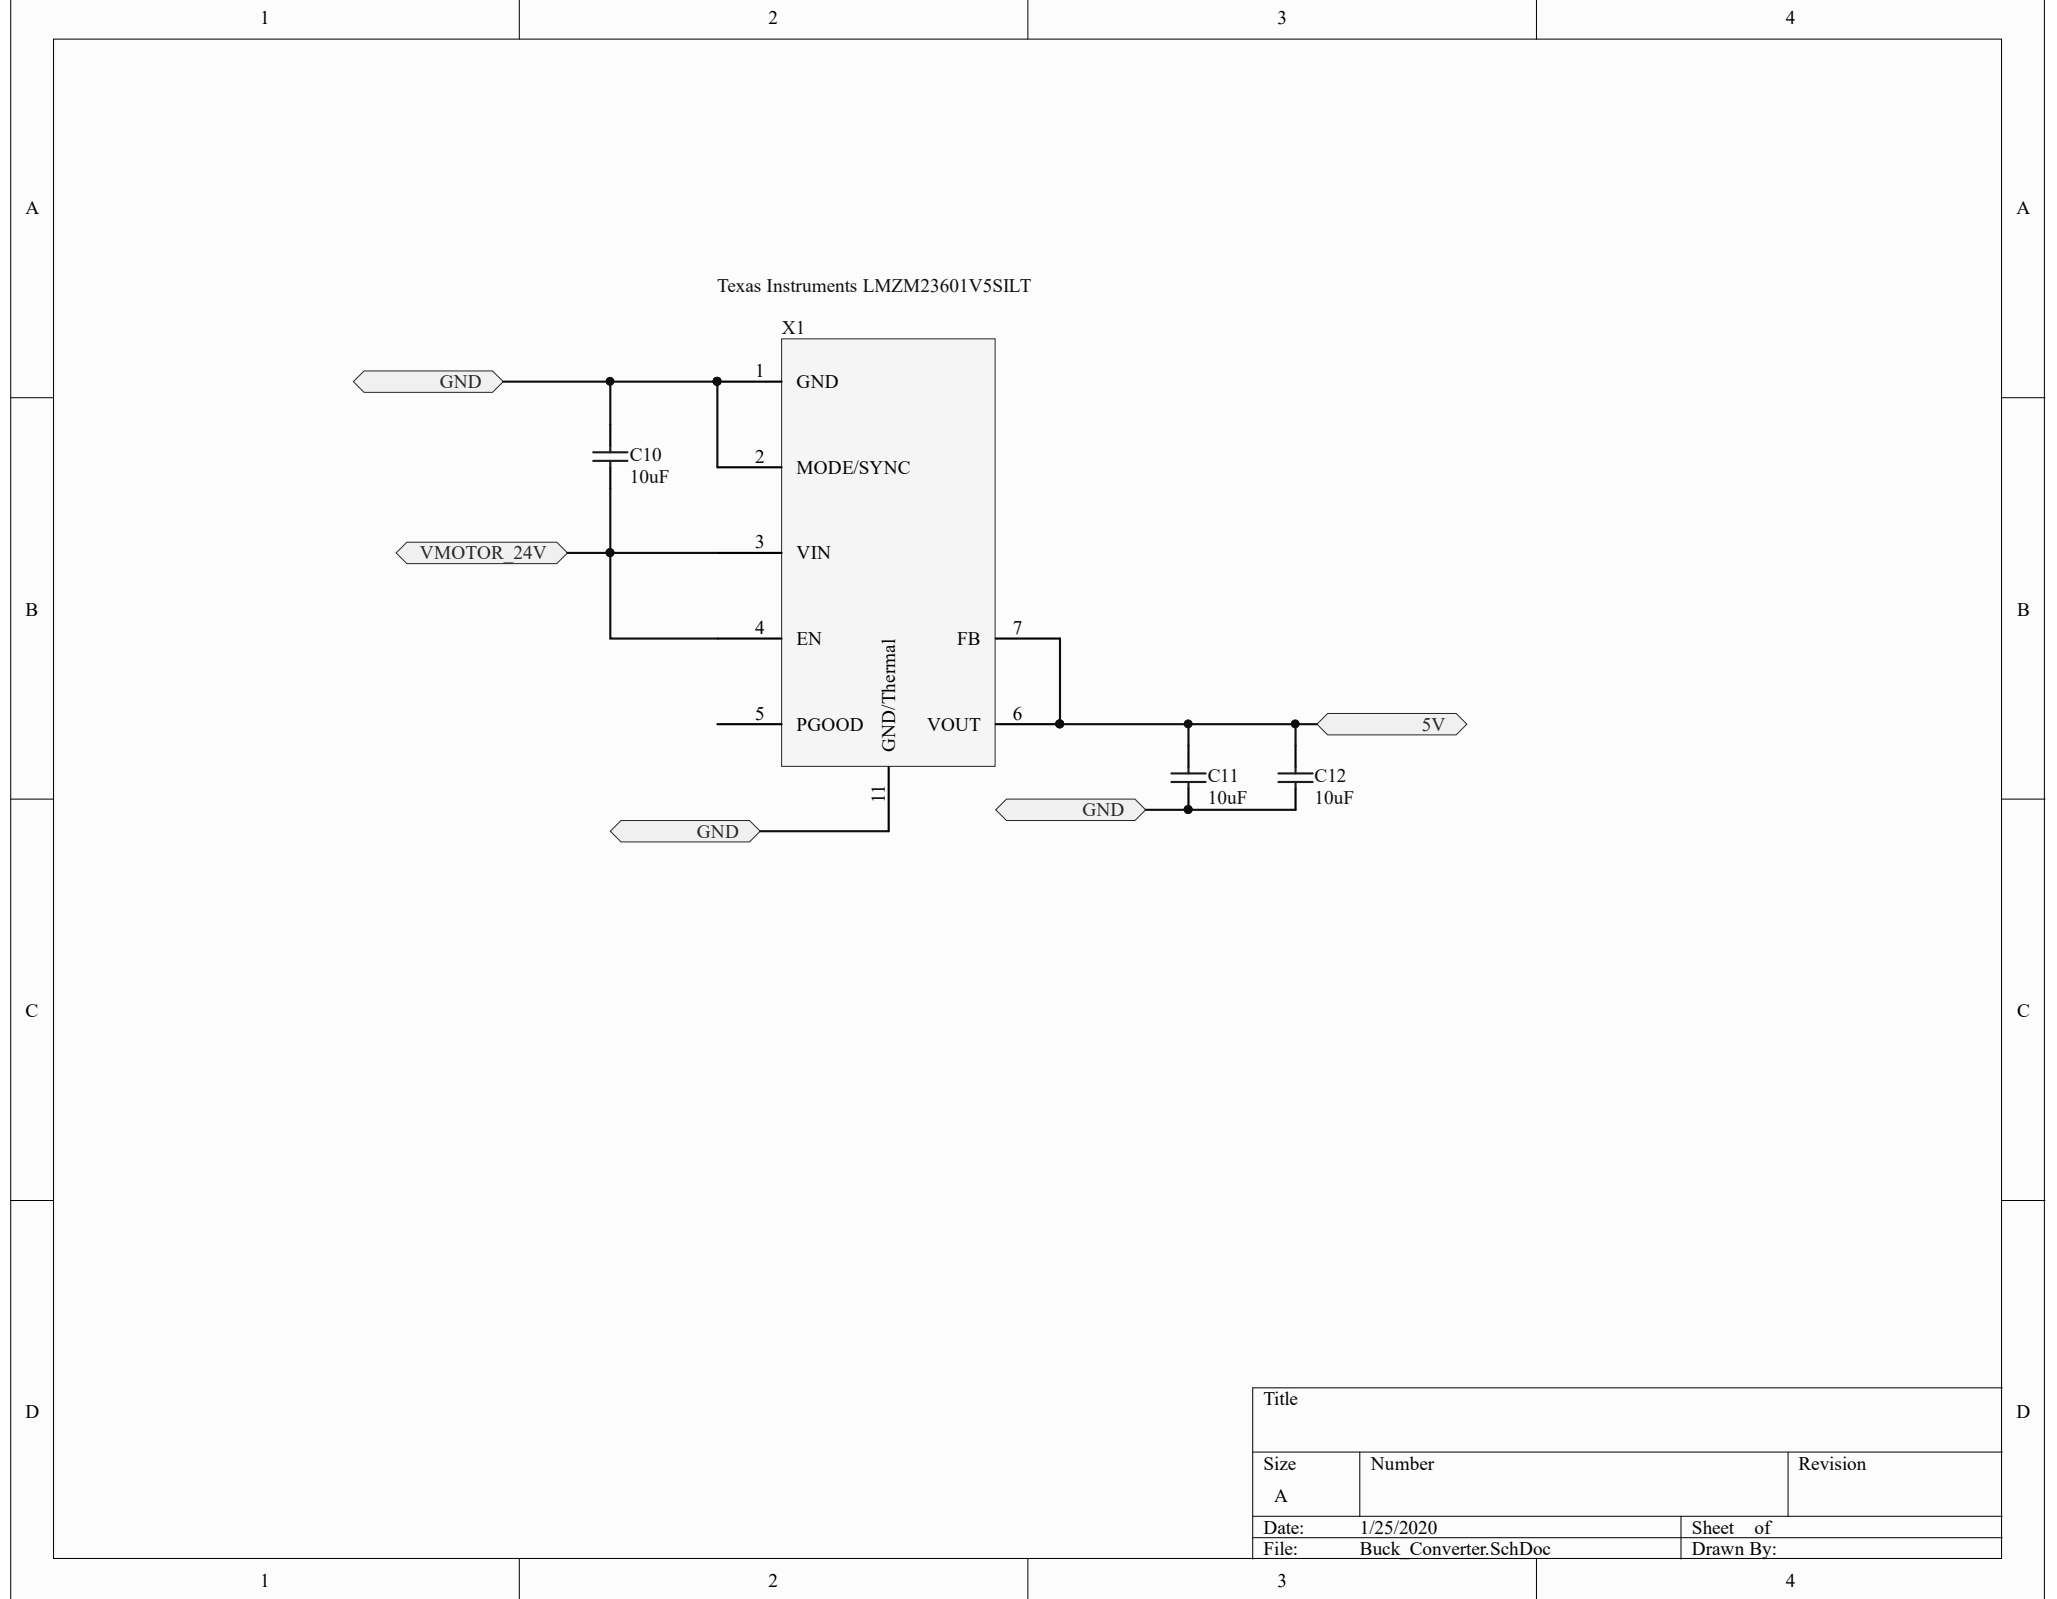 1 2 3 4
A A
Texas Instruments LMZM23601V5SILT
X1
GND 1 GND
C10
10uF
2 MODE/SYNC
VMOTOR_24V 3 VIN
B B
4 EN FB 7
GND/Thermal
5 PGOOD VOUT 6 5V
11
C11 C12
10uF 10uF
GND
GND
C C
D D
Title
Size Number Revision
A
Date: 1/25/2020 Sheet of
File: Buck_Converter.SchDoc Drawn By:
1 2 3 4